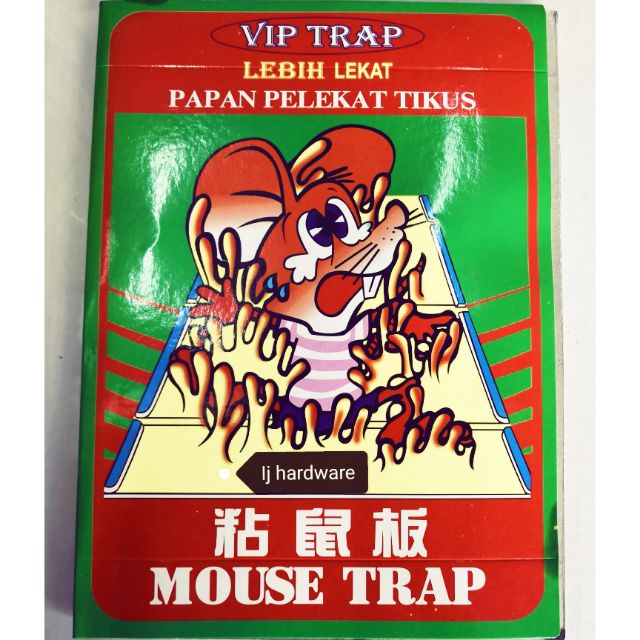 VIP TRAP
LEBIH LEKAT
PAPAN PELEKAT TIKUS
lj hardware
粘鼠板
MOUSE TRAP